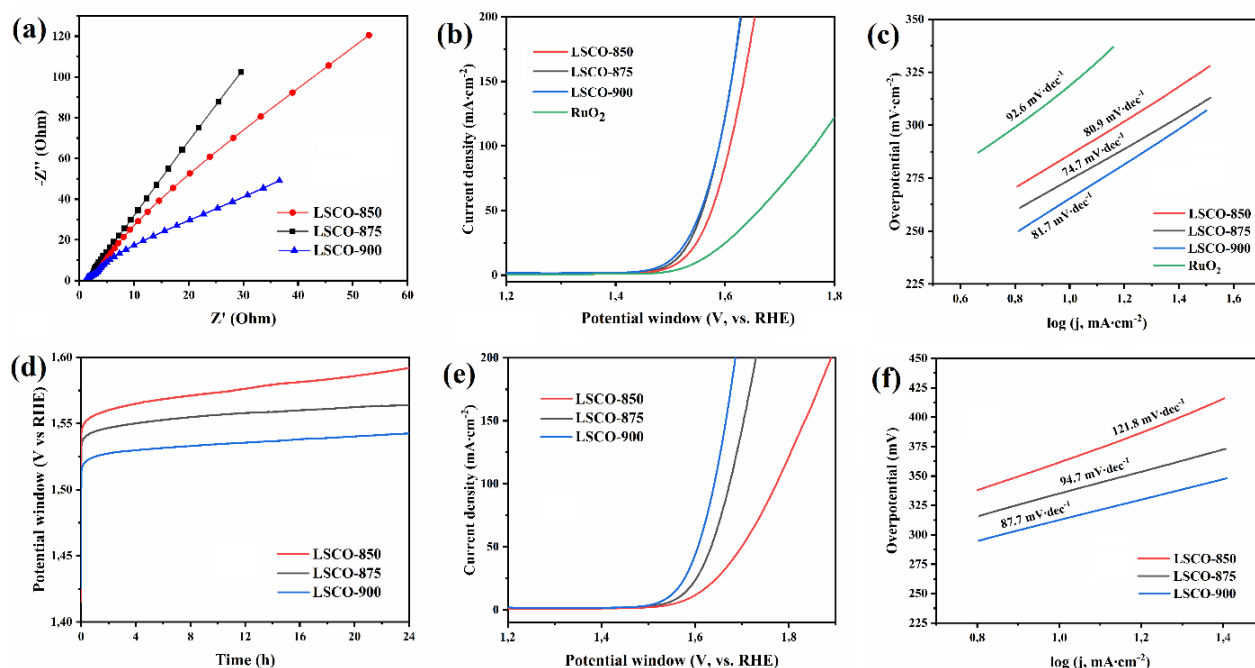 (a)
-Z'' (Ohm)
120
100
80
60
40
20
0
0 10 20 30 40 50 60
Z' (Ohm)
LSCO-850
LSCO-875
LSCO-900
(b)
Current density (mA·cm⁻²)
200
150
100
50
0
1,2 1,4 1,6 1,8
Potential window (V, vs. RHE)
LSCO-850
LSCO-875
LSCO-900
RuO₂
(c)
Overpotential (mV·cm⁻²)
350
325
300
275
250
225
0,6 0,8 1,0 1,2 1,4 1,6
log (j, mA·cm⁻²)
92.6 mV·dec⁻¹
80.9 mV·dec⁻¹
74.7 mV·dec⁻¹
81.7 mV·dec⁻¹
LSCO-850
LSCO-875
LSCO-900
RuO₂
(d)
Potential window (V vs RHE)
1,60
1,55
1,50
1,45
1,40
0 4 8 12 16 20 24
Time (h)
LSCO-850
LSCO-875
LSCO-900
(e)
Current density (mA·cm⁻²)
200
150
100
50
0
1,2 1,4 1,6 1,8
Potential window (V, vs. RHE)
LSCO-850
LSCO-875
LSCO-900
(f)
Overpotential (mV)
450
425
400
375
350
325
300
275
250
225
0,8 1,0 1,2 1,4
log (j, mA·cm⁻²)
121.8 mV·dec⁻¹
94.7 mV·dec⁻¹
87.7 mV·dec⁻¹
LSCO-850
LSCO-875
LSCO-900